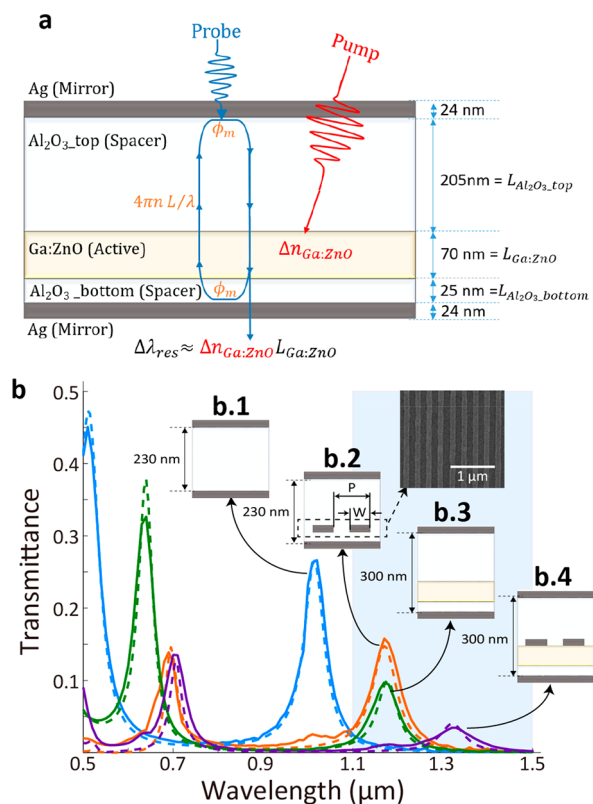 a
Probe
Pump
Ag (Mirror)
24 nm
ϕm
Al₂O₃_top (Spacer)
4πn L/λ
205nm = L_Al₂O₃_top
Ga:ZnO (Active)
Δn_Ga:ZnO
70 nm = L_Ga:ZnO
Al₂O₃ _bottom (Spacer)
ϕm
25 nm =L_Al₂O₃_bottom
Ag (Mirror)
24 nm
Δλres≈ Δn_Ga:ZnO L_Ga:ZnO
b
Transmittance
0.5
0.4
0.3
0.2
0.1
b.1
230 nm
b.2
P
W
230 nm
1 µm
b.3
300 nm
b.4
300 nm
0.5 0.7 0.9 1.1 1.3 1.5
Wavelength (µm)